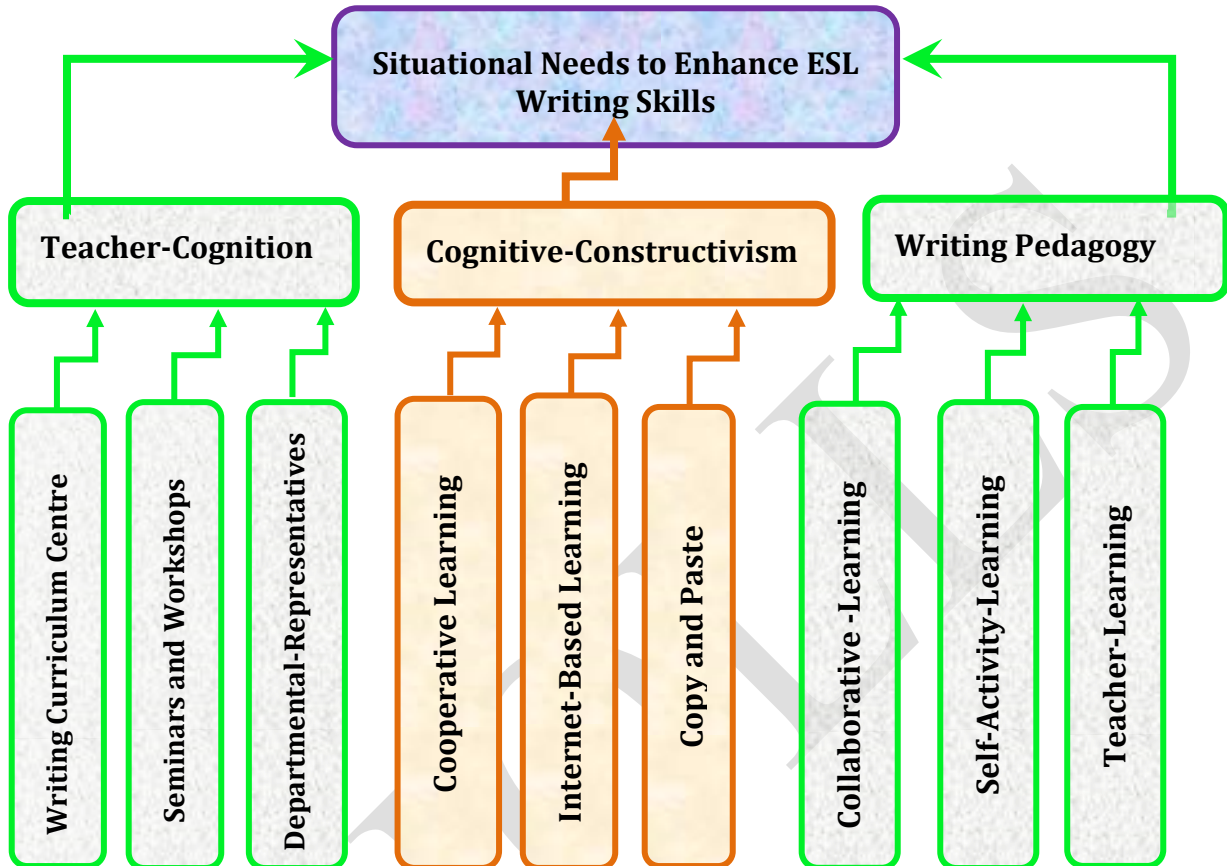 Situational Needs to Enhance ESL
Writing Skills
Teacher-Cognition
Cognitive-Constructivism
Writing Pedagogy
Writing Curriculum Centre
Seminars and Workshops
Departmental-Representatives
Cooperative Learning
Internet-Based Learning
Copy and Paste
Collaborative -Learning
Self-Activity-Learning
Teacher-Learning